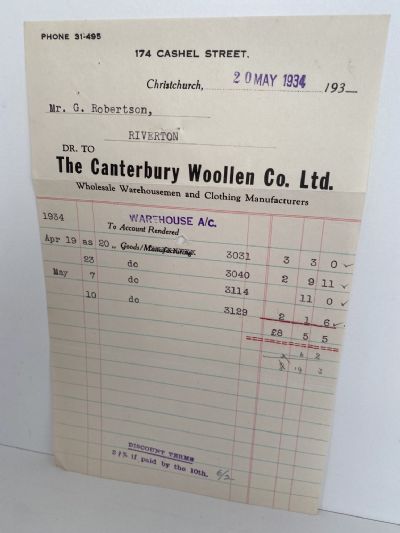 PHONE 31-495
174 CASHEL STREET.
Christchurch, 20 MAY 1934 193
Mr. G. Robertson,
RIVERTON
DR. TO
The Canterbury Woollen Co. Ltd.
Wholesale Warehousemen and Clothing Manufacturers
1934 WAREHOUSE A/C.
To Account Rendered
Apr 19 as 20 „ Goods/Manufacturing 3031 3 3 0 ✓
23 do 3040 2 9 11 ✓
May 7 do 3114 11 0 ✓
10 do 3129 2 1 6 ✓
£8 5 5
DISCOUNT TERMS
2½% if paid by the 10th. 6/2